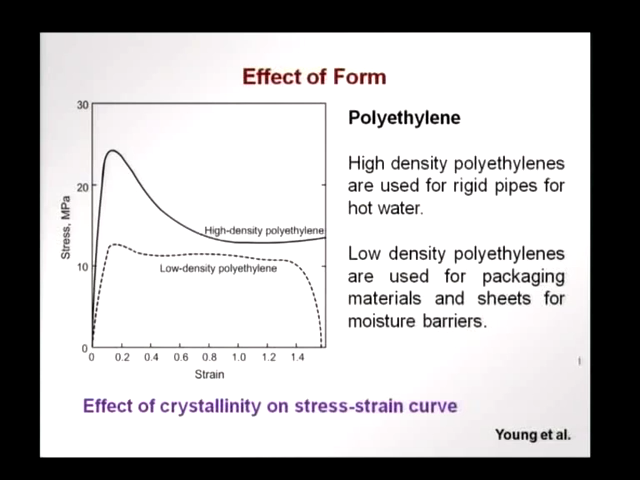 Effect of Form
30
20
10
0
Stress, MPa
High-density polyethylene
Low-density polyethylene
0 0.2 0.4 0.6 0.8 1.0 1.2 1.4
Strain
Polyethylene
High density polyethylenes
are used for rigid pipes for
hot water.
Low density polyethylenes
are used for packaging
materials and sheets for
moisture barriers.
Effect of crystallinity on stress-strain curve
Young et al.